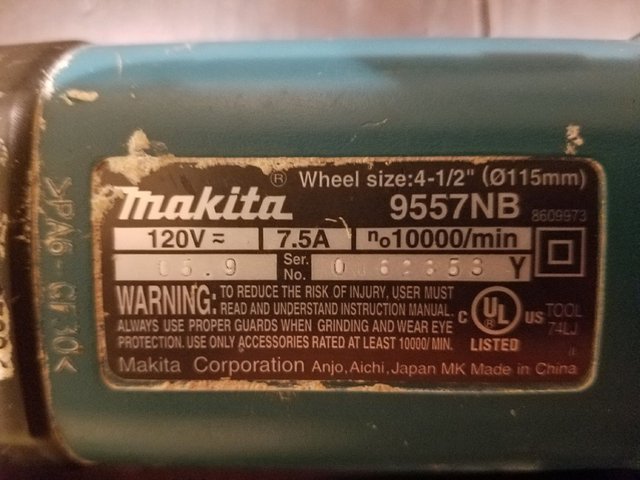 Wheel size:4-1/2" (Ø115mm)
makita ® 9557NB 8609973
120V ≂ 7.5A no10000/min
Ser. No. Y
WARNING: TO REDUCE THE RISK OF INJURY, USER MUST
READ AND UNDERSTAND INSTRUCTION MANUAL.
ALWAYS USE PROPER GUARDS WHEN GRINDING AND WEAR EYE
PROTECTION. USE ONLY ACCESSORIES RATED AT LEAST 10000/MIN.
C UL ® US
LISTED
TOOL
74LJ
Makita Corporation Anjo, Aichi, Japan MK Made in China
>PA6-GF30<